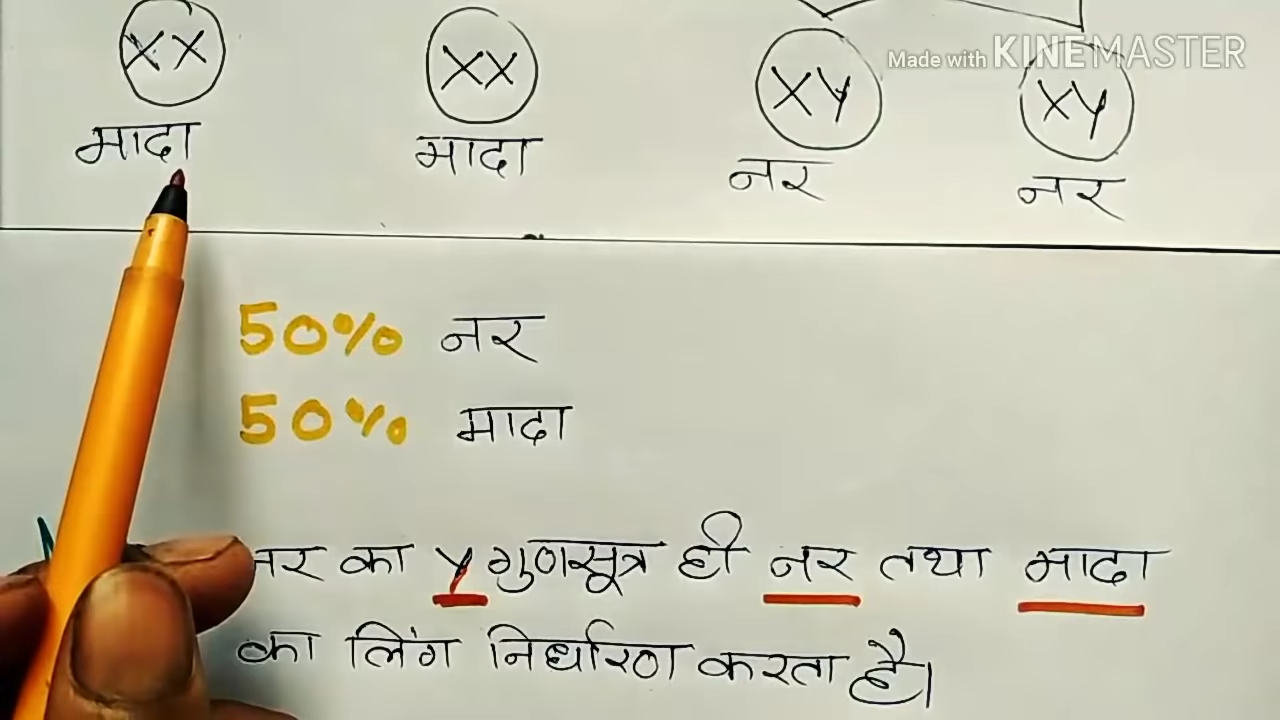 XX XX XY XY
Made with KINEMASTER
मादा मादा नर नर
50% नर
50% मादा
नर का Y गुणसूत्र ही नर तथा मादा
का लिंग निर्धारण करता है।